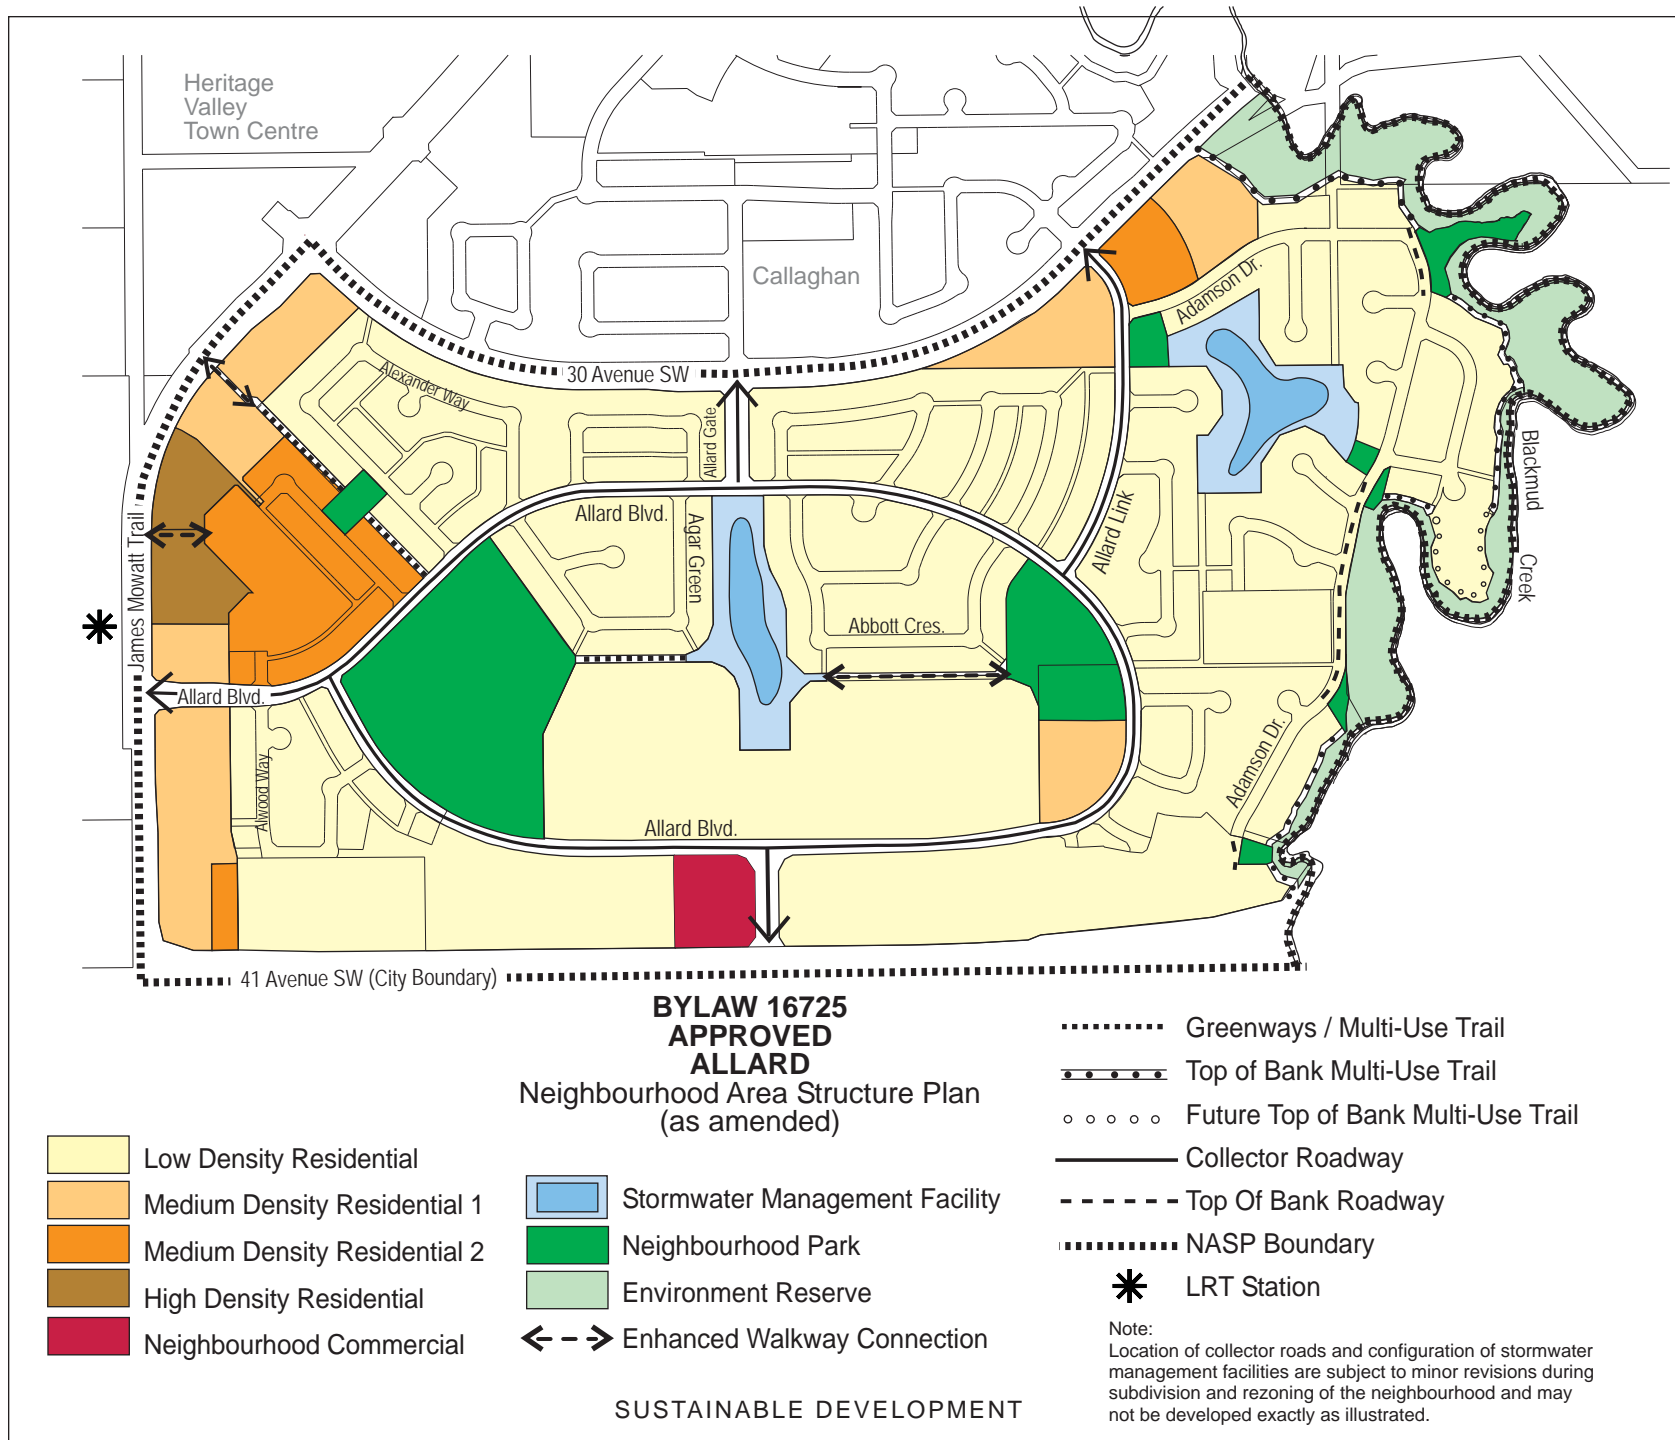 Heritage
Valley
Town Centre
Callaghan
30 Avenue SW
Adamson Dr.
Alexander Way
Allard Gate
Allard Blvd.
Agar Green
Allard Link
Blackmud
Creek
James Mowatt Trail
Abbott Cres.
Allard Blvd.
Alwood Way
Adamson Dr.
Allard Blvd.
41 Avenue SW (City Boundary)
BYLAW 16725
APPROVED
ALLARD
Neighbourhood Area Structure Plan
(as amended)
Low Density Residential
Medium Density Residential 1
Medium Density Residential 2
High Density Residential
Neighbourhood Commercial
Stormwater Management Facility
Neighbourhood Park
Environment Reserve
Enhanced Walkway Connection
Greenways / Multi-Use Trail
Top of Bank Multi-Use Trail
Future Top of Bank Multi-Use Trail
Collector Roadway
Top Of Bank Roadway
NASP Boundary
LRT Station
Note:
Location of collector roads and configuration of stormwater
management facilities are subject to minor revisions during
subdivision and rezoning of the neighbourhood and may
not be developed exactly as illustrated.
SUSTAINABLE DEVELOPMENT